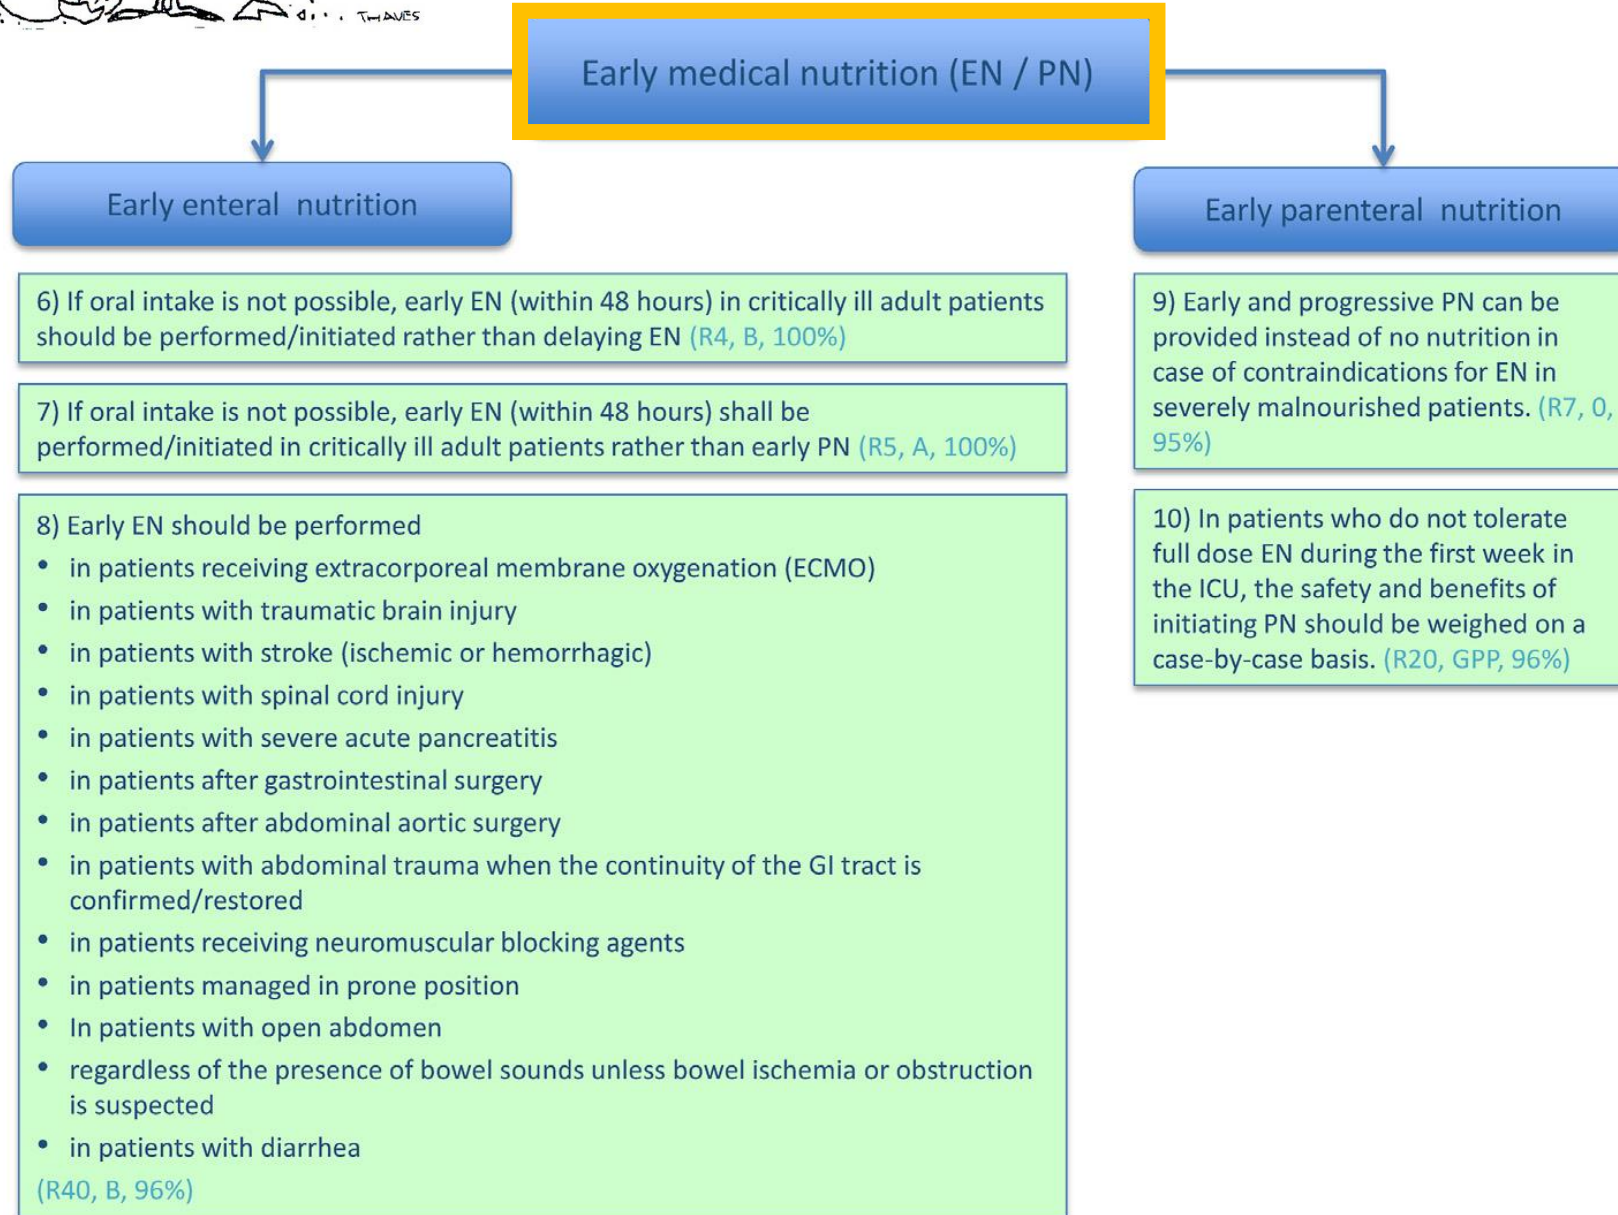 THAVES
Early medical nutrition (EN / PN)
Early enteral nutrition
6) If oral intake is not possible, early EN (within 48 hours) in critically ill adult patients
should be performed/initiated rather than delaying EN (R4, B, 100%)
7) If oral intake is not possible, early EN (within 48 hours) shall be
performed/initiated in critically ill adult patients rather than early PN (R5, A, 100%)
8) Early EN should be performed
• in patients receiving extracorporeal membrane oxygenation (ECMO)
• in patients with traumatic brain injury
• in patients with stroke (ischemic or hemorrhagic)
• in patients with spinal cord injury
• in patients with severe acute pancreatitis
• in patients after gastrointestinal surgery
• in patients after abdominal aortic surgery
• in patients with abdominal trauma when the continuity of the GI tract is
confirmed/restored
• in patients receiving neuromuscular blocking agents
• in patients managed in prone position
• In patients with open abdomen
• regardless of the presence of bowel sounds unless bowel ischemia or obstruction
is suspected
• in patients with diarrhea
(R40, B, 96%)
Early parenteral nutrition
9) Early and progressive PN can be
provided instead of no nutrition in
case of contraindications for EN in
severely malnourished patients. (R7, 0,
95%)
10) In patients who do not tolerate
full dose EN during the first week in
the ICU, the safety and benefits of
initiating PN should be weighed on a
case-by-case basis. (R20, GPP, 96%)